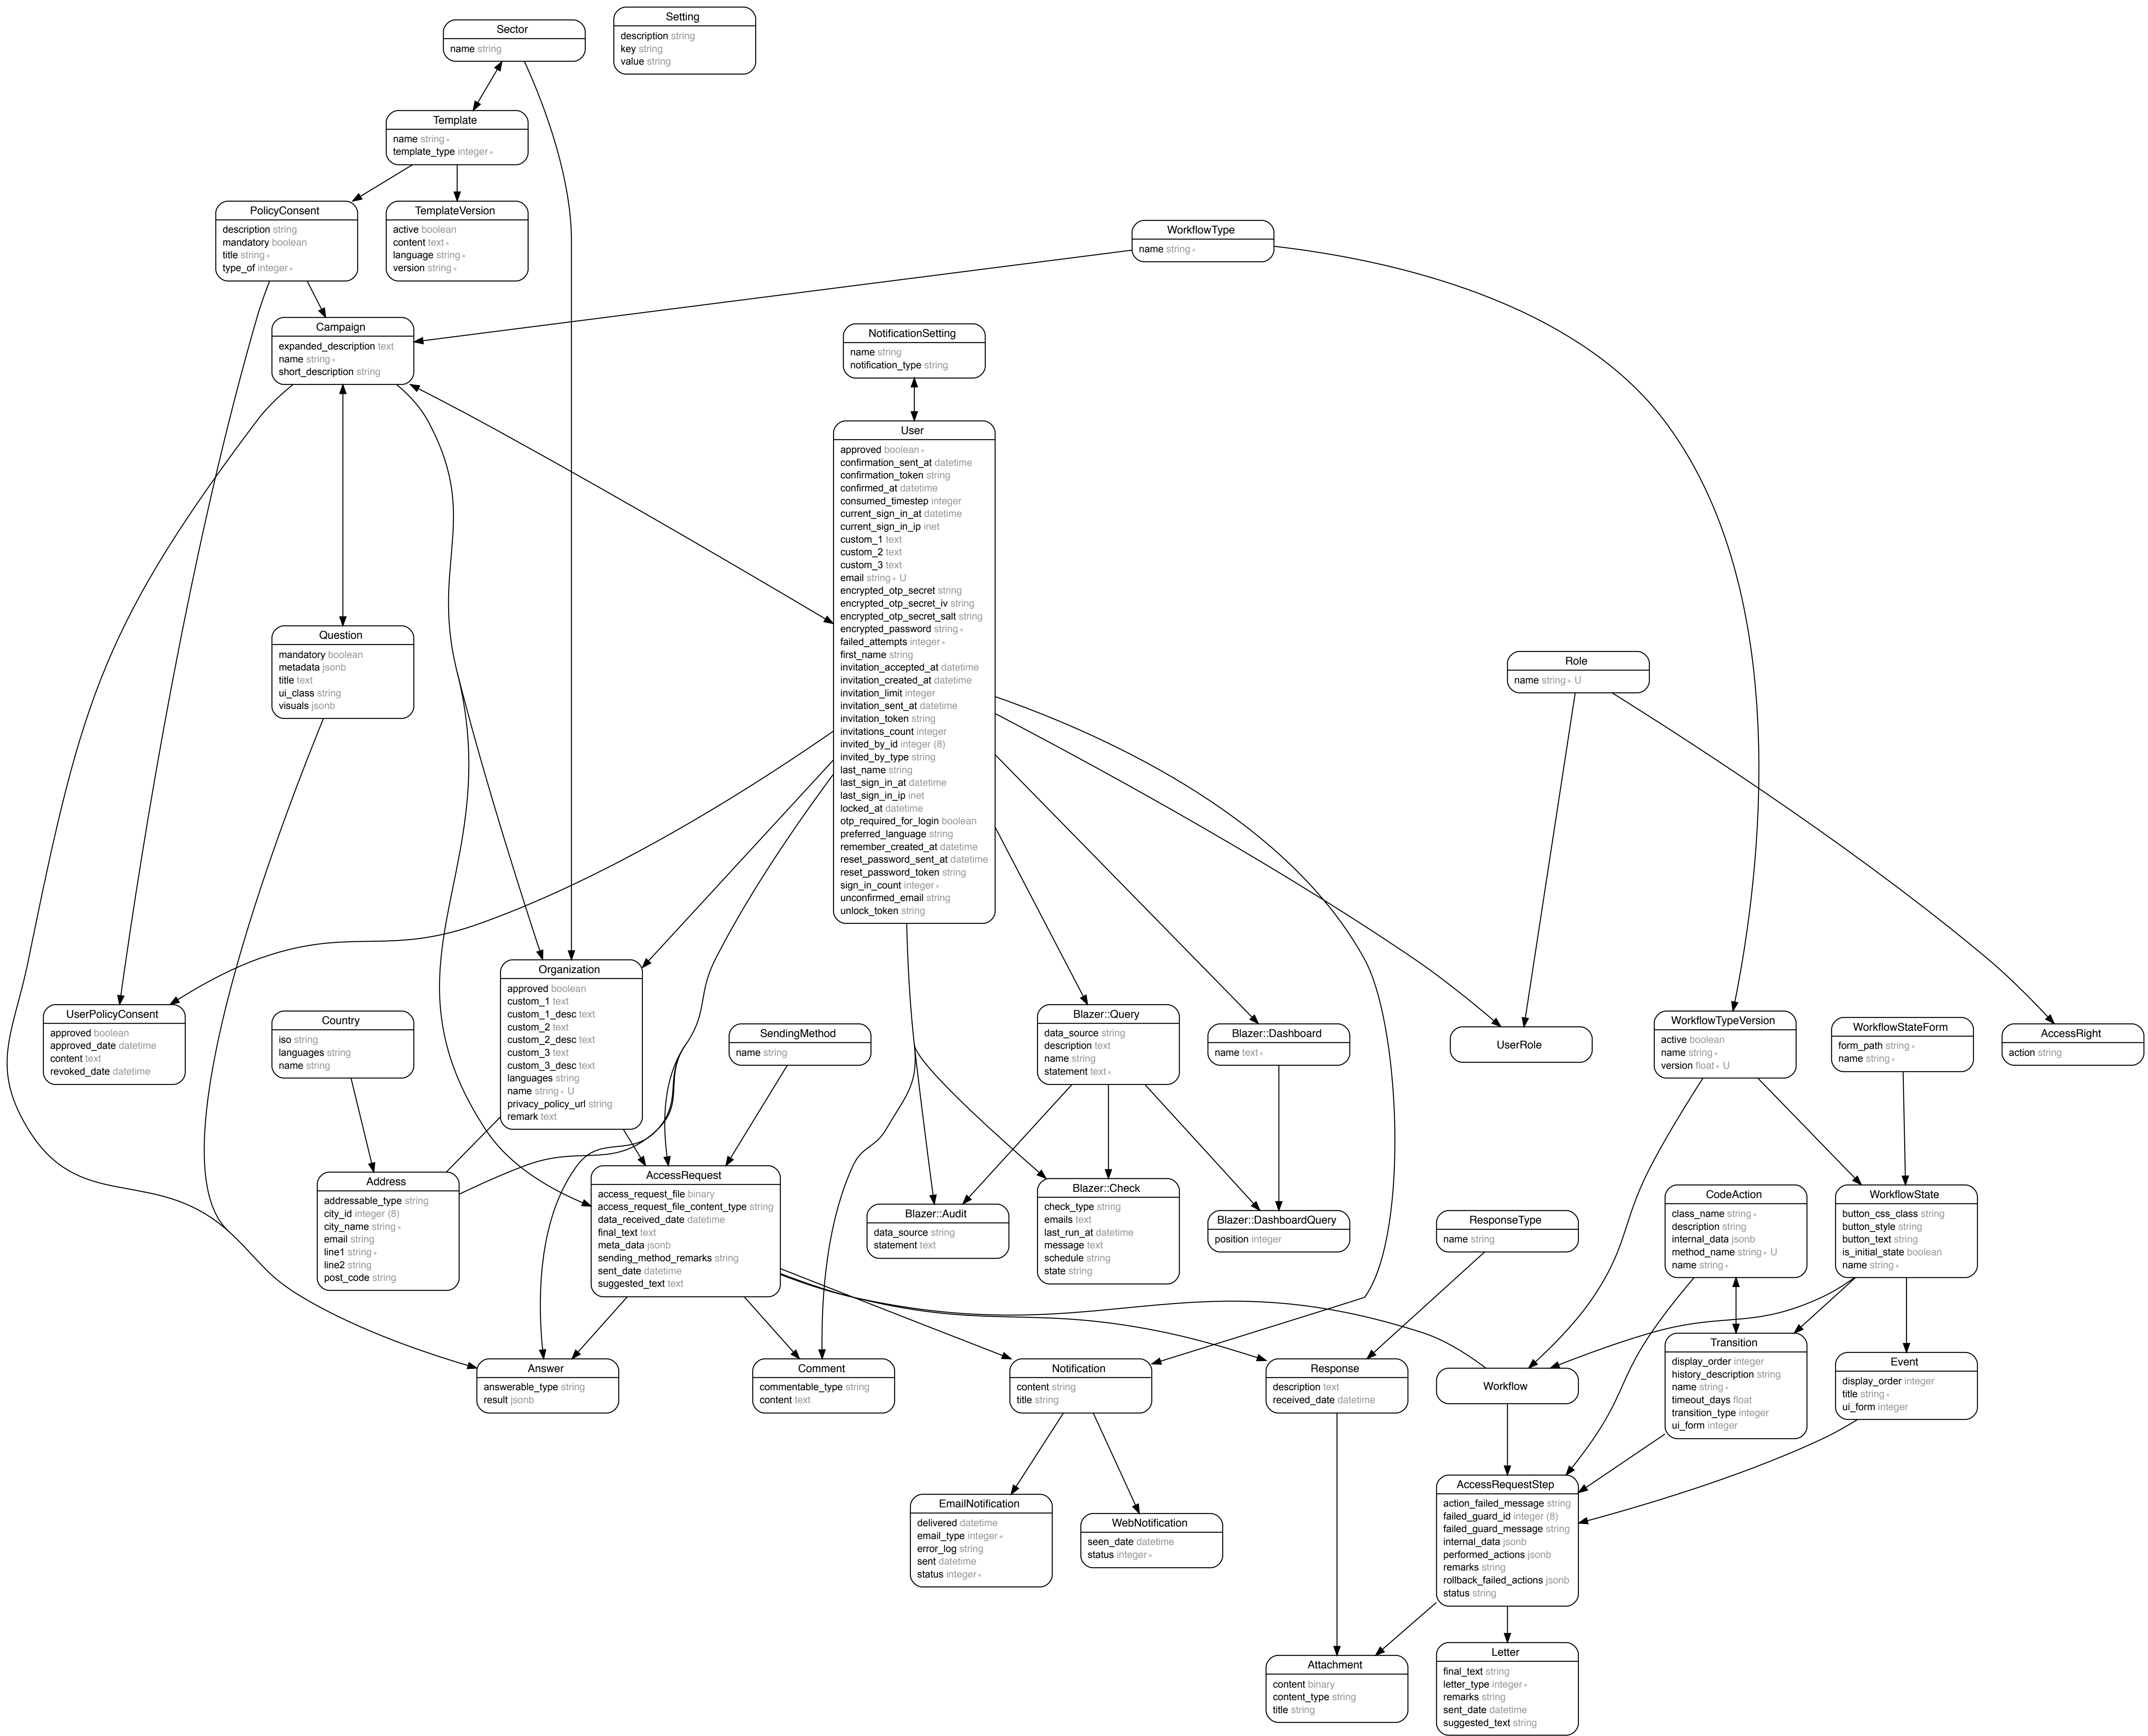 Sector
name string
Setting
description string
key string
value string
Template
name string *
template_type integer *
PolicyConsent
description string
mandatory boolean
title string *
type_of integer *
TemplateVersion
active boolean
content text *
language string *
version string *
WorkflowType
name string *
Campaign
expanded_description text
name string *
short_description string
NotificationSetting
name string
notification_type string
User
approved boolean *
confirmation_sent_at datetime
confirmation_token string
confirmed_at datetime
consumed_timestep integer
current_sign_in_at datetime
current_sign_in_ip inet
custom_1 text
custom_2 text
custom_3 text
email string * U
encrypted_otp_secret string
encrypted_otp_secret_iv string
encrypted_otp_secret_salt string
encrypted_password string *
failed_attempts integer *
first_name string
invitation_accepted_at datetime
invitation_created_at datetime
invitation_limit integer
invitation_sent_at datetime
invitation_token string
invitations_count integer
invited_by_id integer (8)
invited_by_type string
last_name string
last_sign_in_at datetime
last_sign_in_ip inet
locked_at datetime
otp_required_for_login boolean
preferred_language string
remember_created_at datetime
reset_password_sent_at datetime
reset_password_token string
sign_in_count integer *
unconfirmed_email string
unlock_token string
Question
mandatory boolean
metadata jsonb
title text
ui_class string
visuals jsonb
Role
name string * U
Organization
approved boolean
custom_1 text
custom_1_desc text
custom_2 text
custom_2_desc text
custom_3 text
custom_3_desc text
languages string
name string * U
privacy_policy_url string
remark text
UserPolicyConsent
approved boolean
approved_date datetime
content text
revoked_date datetime
Country
iso string
languages string
name string
SendingMethod
name string
Blazer::Query
data_source string
description text
name string
statement text *
Blazer::Dashboard
name text *
UserRole
WorkflowTypeVersion
active boolean
name string *
version float * U
WorkflowStateForm
form_path string *
name string *
AccessRight
action string
Address
addressable_type string
city_id integer (8)
city_name string *
email string
line1 string *
line2 string
post_code string
AccessRequest
access_request_file binary
access_request_file_content_type string
data_received_date datetime
final_text text
meta_data jsonb
sending_method_remarks string
sent_date datetime
suggested_text text
Blazer::Audit
data_source string
statement text
Blazer::Check
check_type string
emails text
last_run_at datetime
message text
schedule string
state string
Blazer::DashboardQuery
position integer
ResponseType
name string
CodeAction
class_name string *
description string
internal_data jsonb
method_name string * U
name string *
WorkflowState
button_css_class string
button_style string
button_text string
is_initial_state boolean
name string *
Answer
answerable_type string
result jsonb
Comment
commentable_type string
content text
Notification
content string
title string
Response
description text
received_date datetime
Workflow
Transition
display_order integer
history_description string
name string *
timeout_days float
transition_type integer
ui_form integer
Event
display_order integer
title string *
ui_form integer
EmailNotification
delivered datetime
email_type integer *
error_log string
sent datetime
status integer *
WebNotification
seen_date datetime
status integer *
AccessRequestStep
action_failed_message string
failed_guard_id integer (8)
failed_guard_message string
internal_data jsonb
performed_actions jsonb
remarks string
rollback_failed_actions jsonb
status string
Attachment
content binary
content_type string
title string
Letter
final_text string
letter_type integer *
remarks string
sent_date datetime
suggested_text string